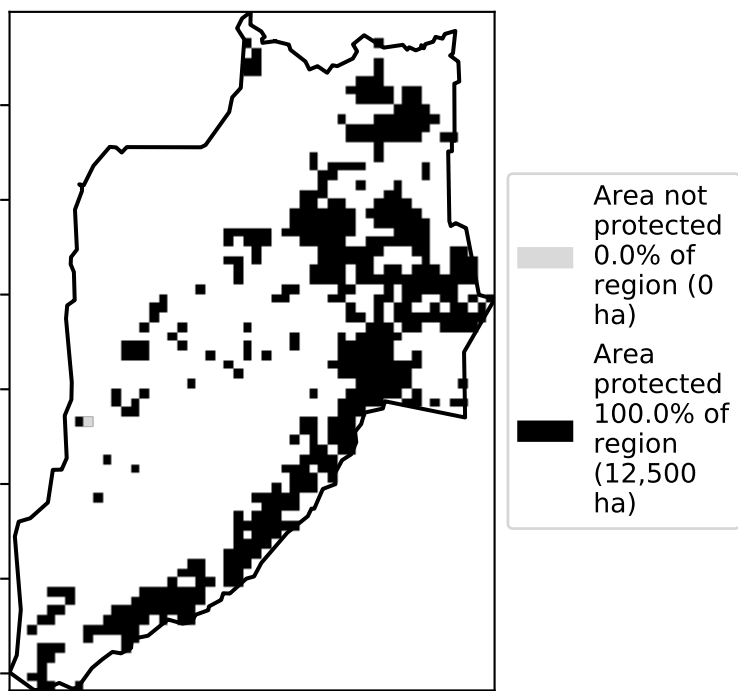 Area not
protected
0.0% of
region (0
ha)
Area
protected
100.0% of
region
(12,500
ha)